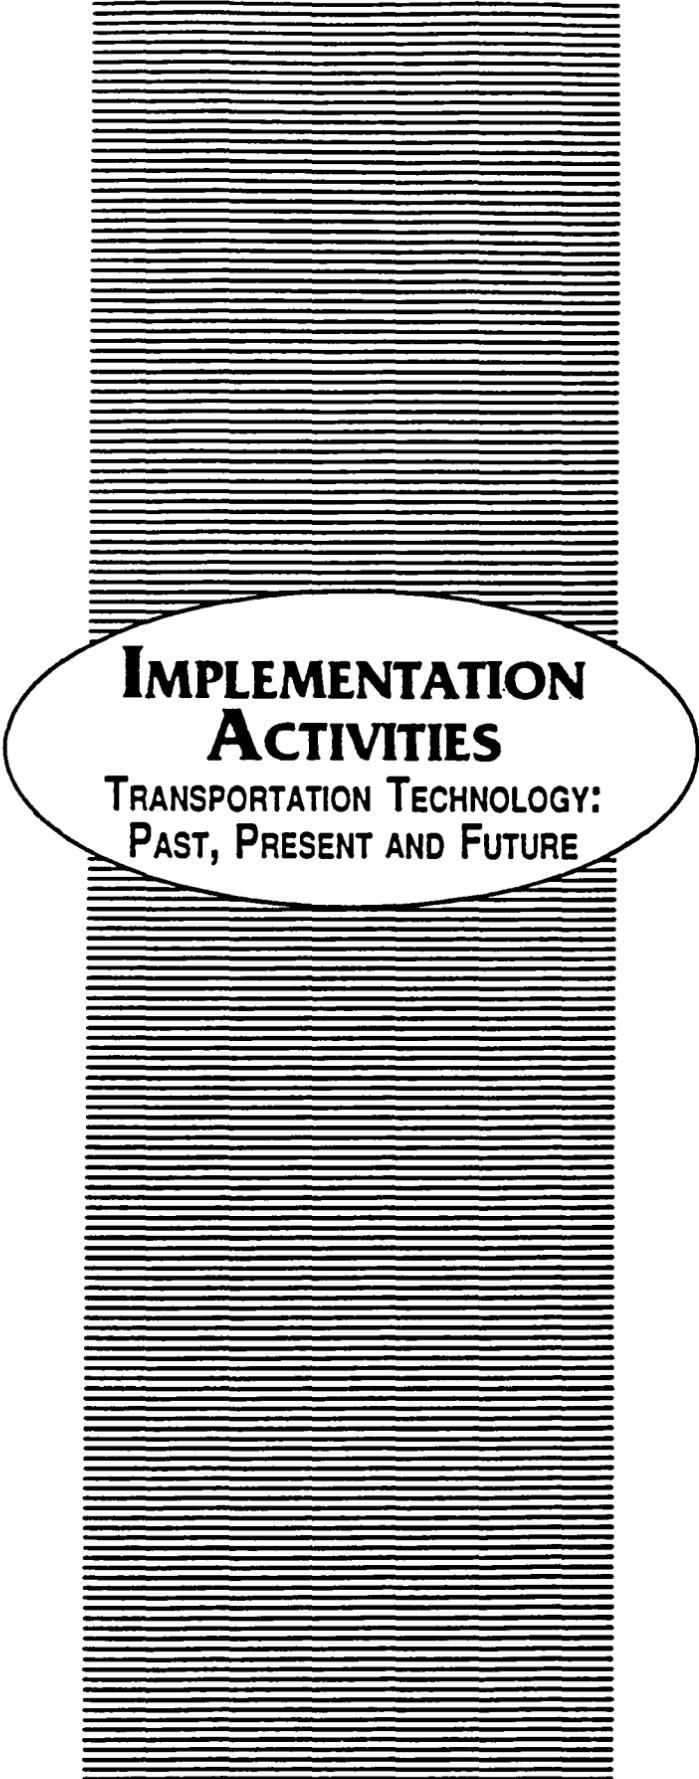 IMPLEMENTATION
ACTIVITIES
TRANSPORTATION TECHNOLOGY:
PAST, PRESENT AND FUTURE